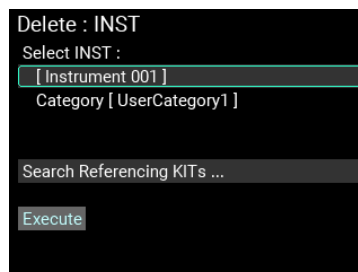 Delete : INST
Select INST :
[ Instrument 001 ]
Category [ UserCategory1 ]
Search Referencing KITs ...
Execute